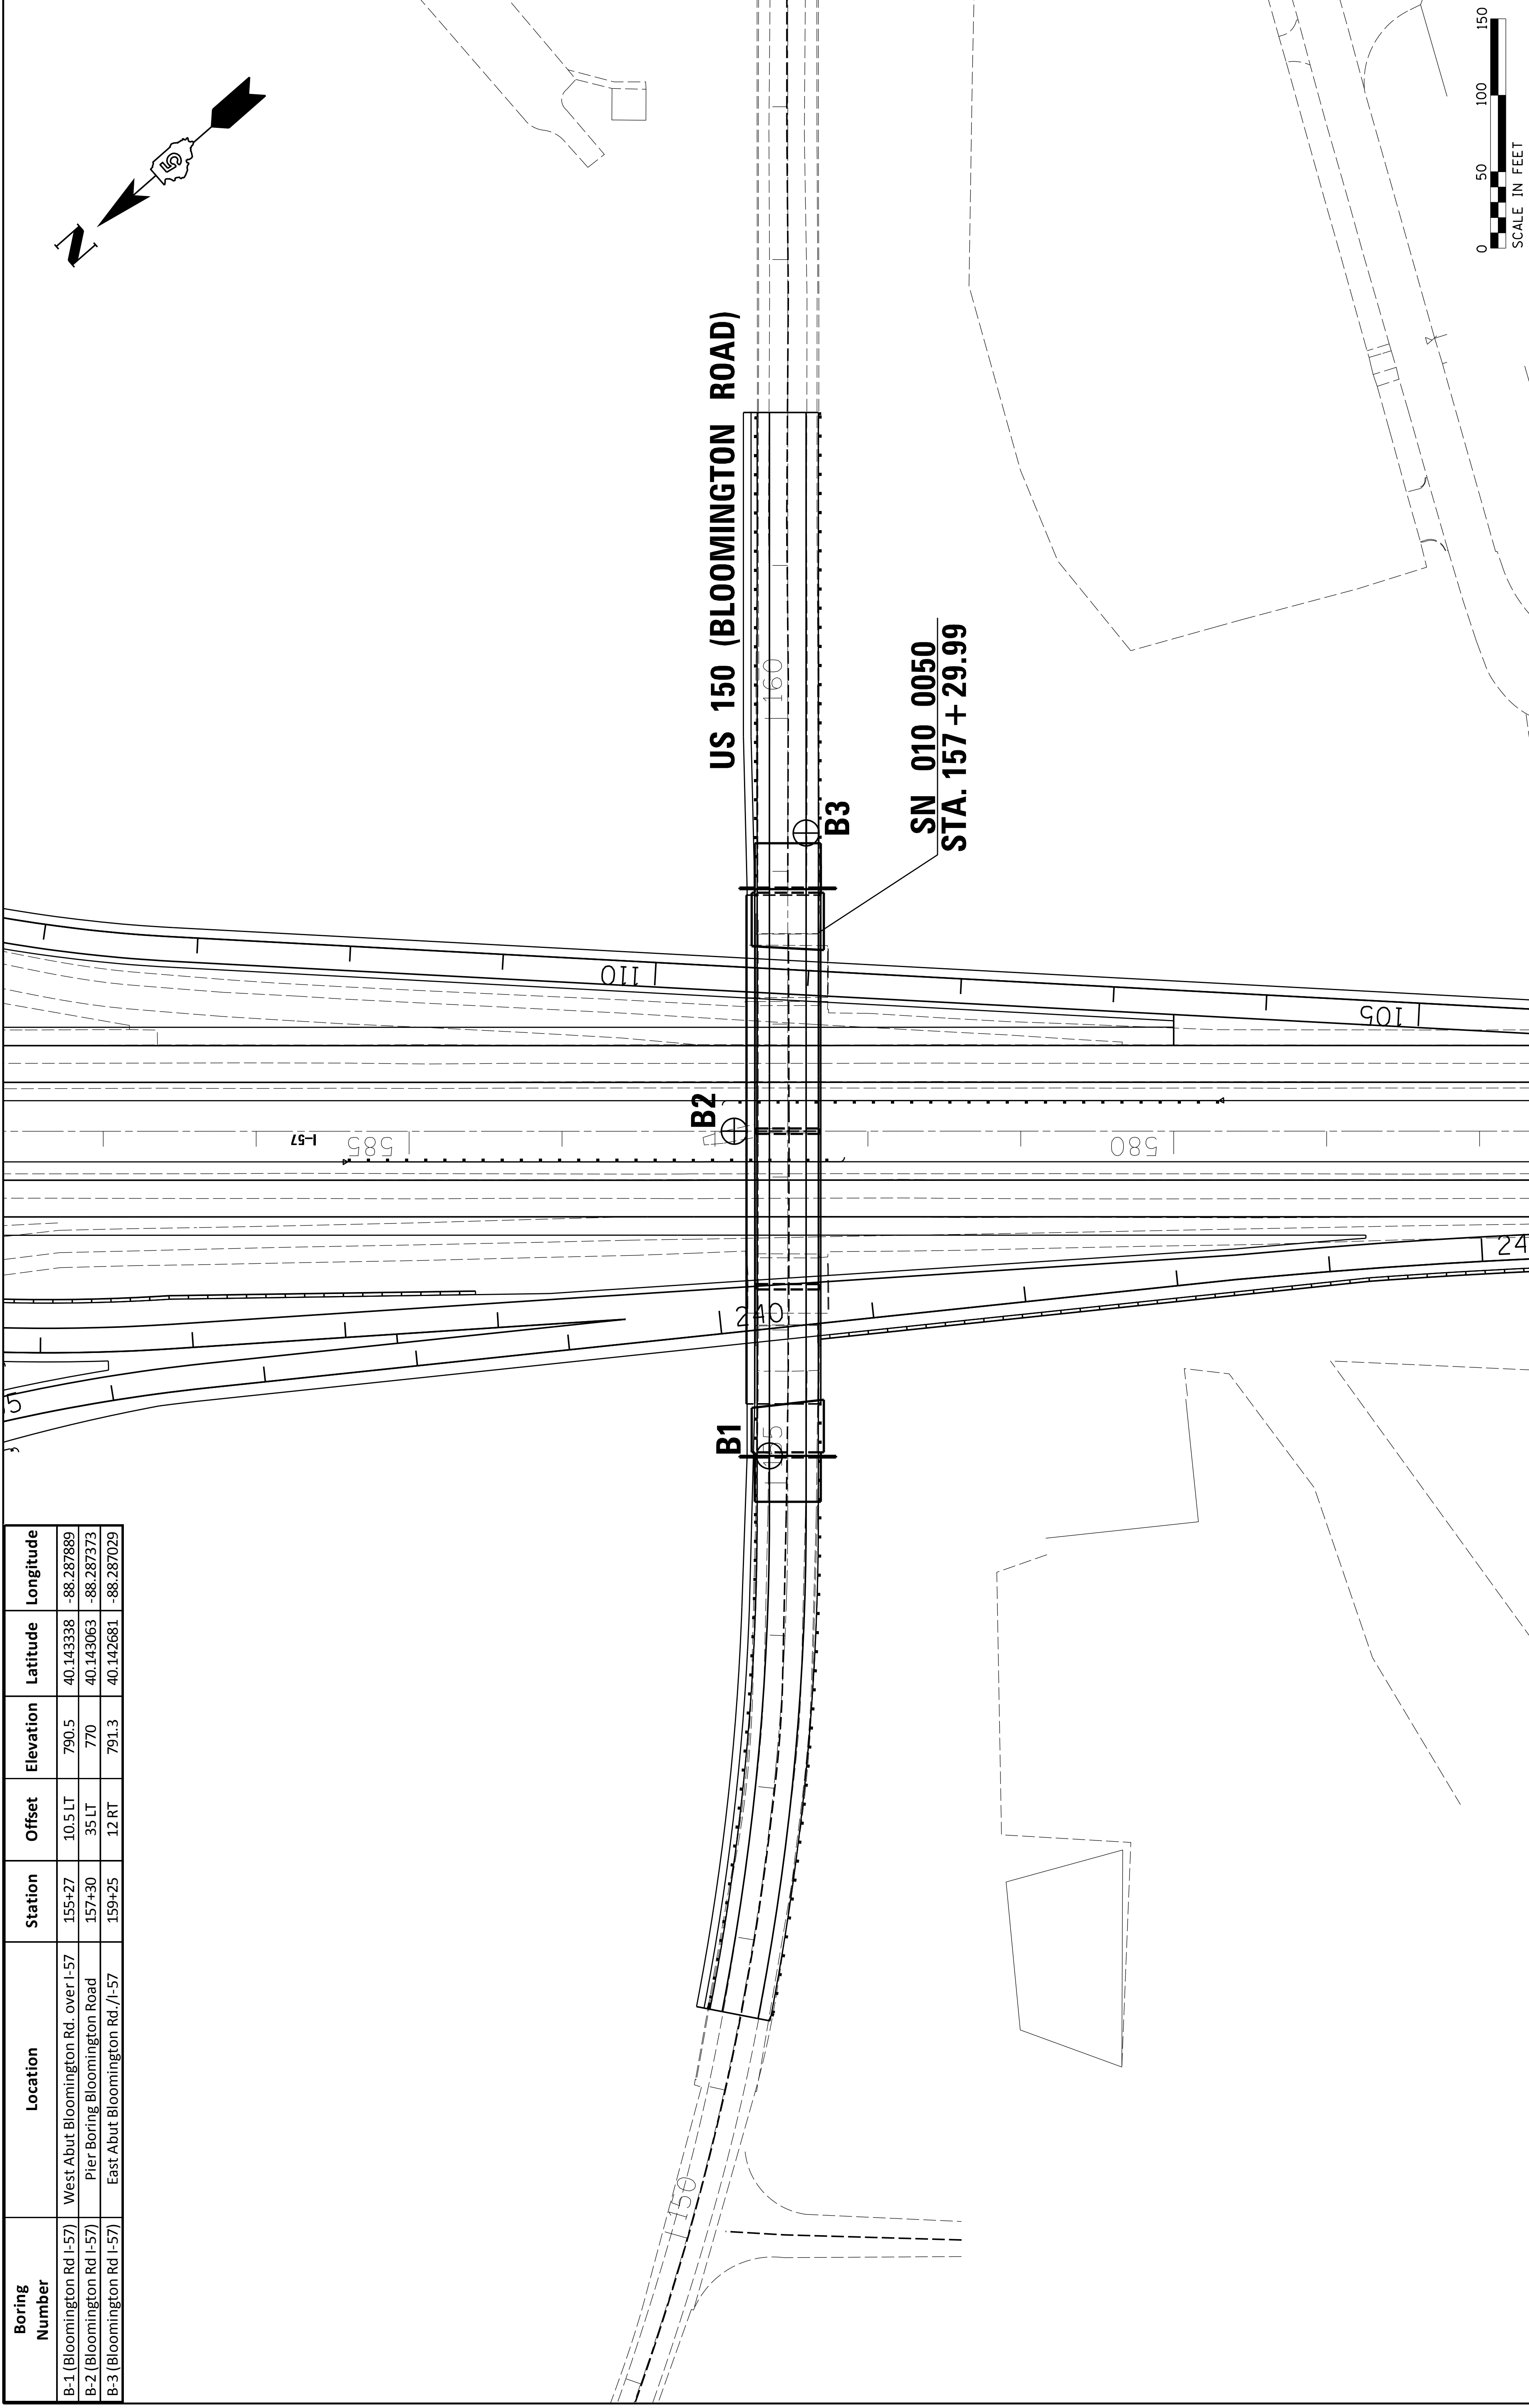 Boring Number Location Station Offset Elevation Latitude Longitude
B-1 (Bloomington Rd I-57) West Abut Bloomington Rd. over I-57 155+27 10.5 LT 790.5 40.143338 -88.287889
B-2 (Bloomington Rd I-57) Pier Boring Bloomington Road 157+30 35 LT 770 40.143063 -88.287373
B-3 (Bloomington Rd I-57) East Abut Bloomington Rd./I-57 159+25 12 RT 791.3 40.142681 -88.287029
N
C5
I-57
585
580
110
105
240
24
5
150
155
160
B1
B2
B3
US 150 (BLOOMINGTON ROAD)
SN 010 0050
STA. 157 + 29.99
0 50 100 150
SCALE IN FEET